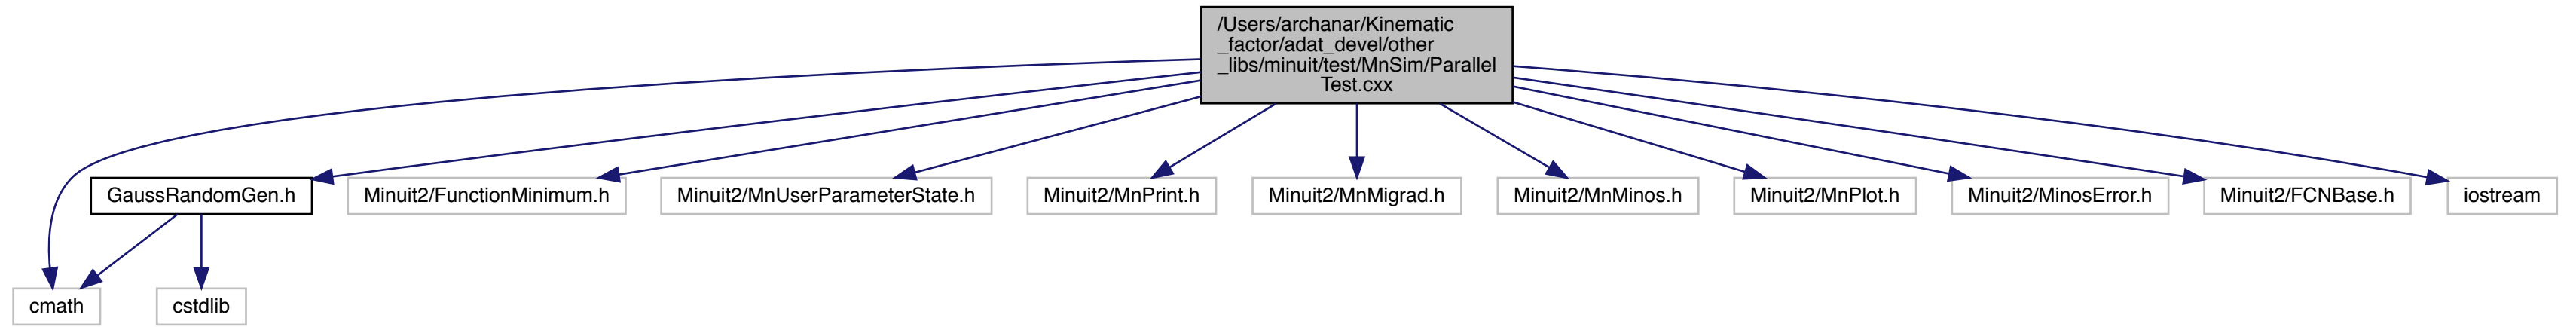 /Users/archanar/Kinematic
_factor/adat_devel/other
_libs/minuit/test/MnSim/Parallel
Test.cxx
GaussRandomGen.h
Minuit2/FunctionMinimum.h
Minuit2/MnUserParameterState.h
Minuit2/MnPrint.h
Minuit2/MnMigrad.h
Minuit2/MnMinos.h
Minuit2/MnPlot.h
Minuit2/MinosError.h
Minuit2/FCNBase.h
iostream
cmath
cstdlib